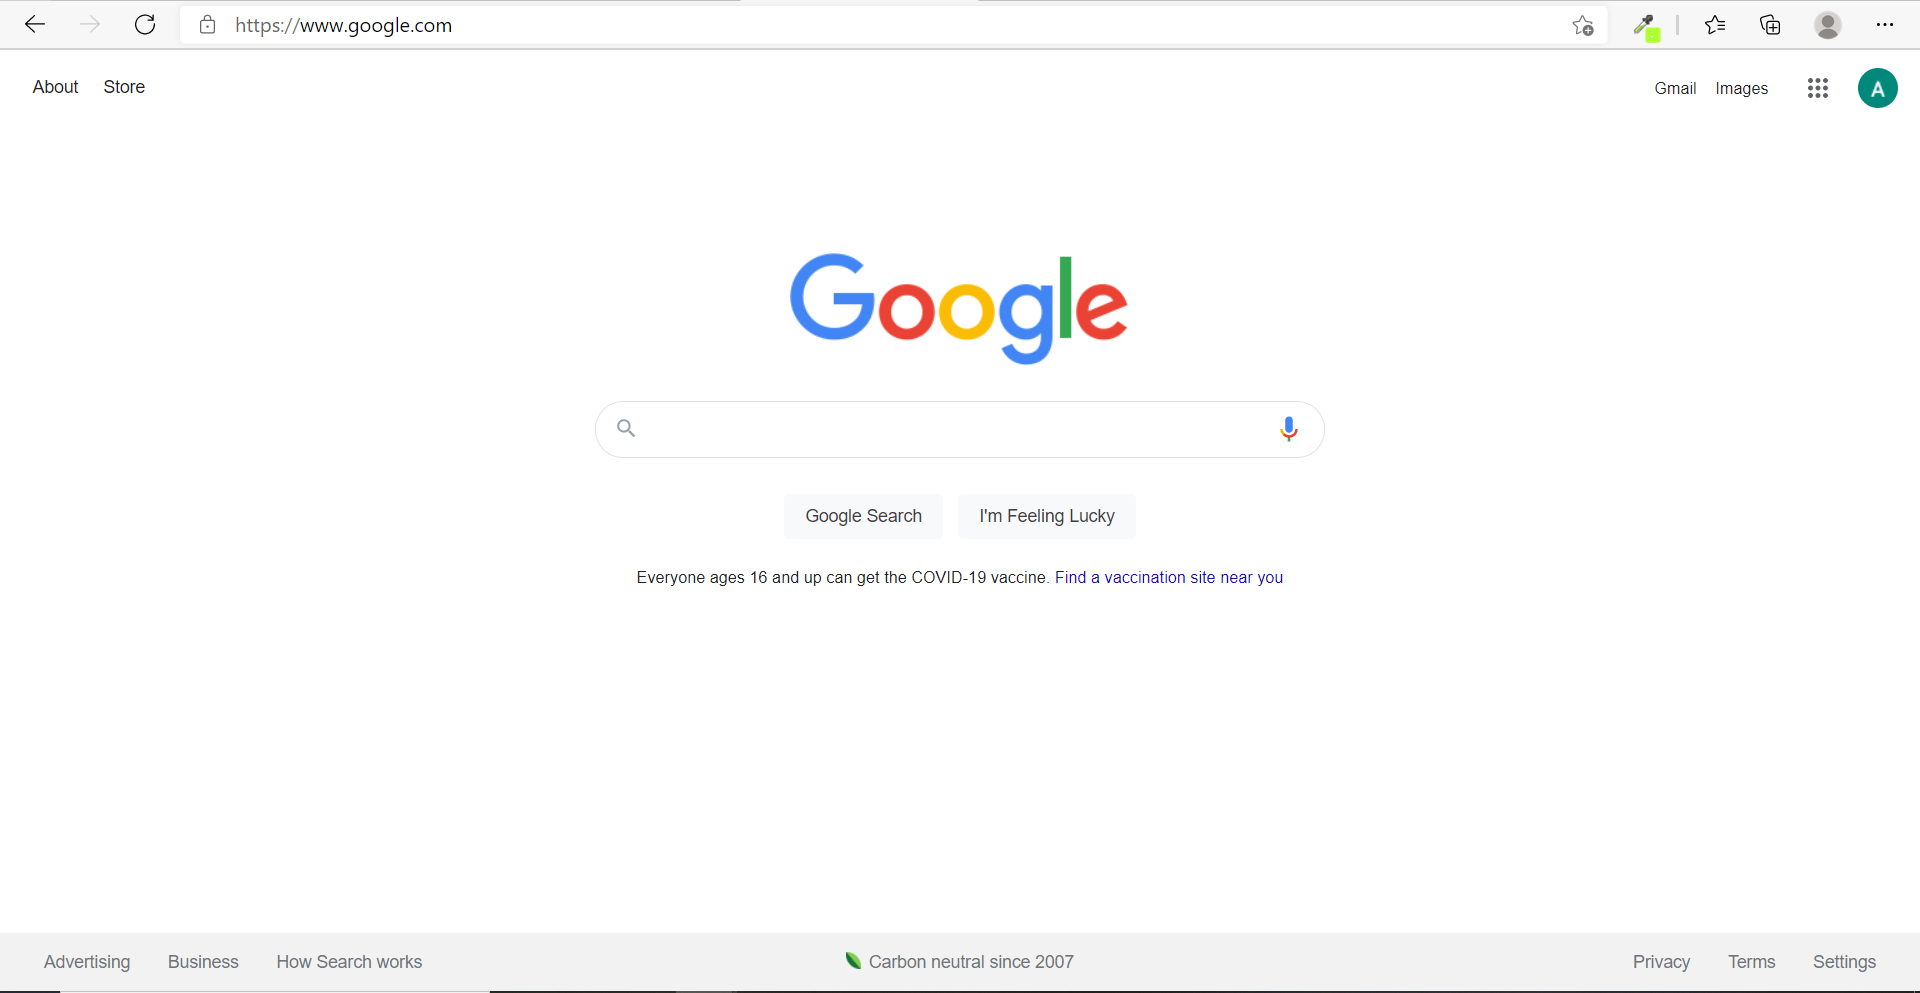 https://www.google.com
About Store Gmail Images A
Google
Google Search I'm Feeling Lucky
Everyone ages 16 and up can get the COVID-19 vaccine. Find a vaccination site near you
Advertising Business How Search works Carbon neutral since 2007 Privacy Terms Settings